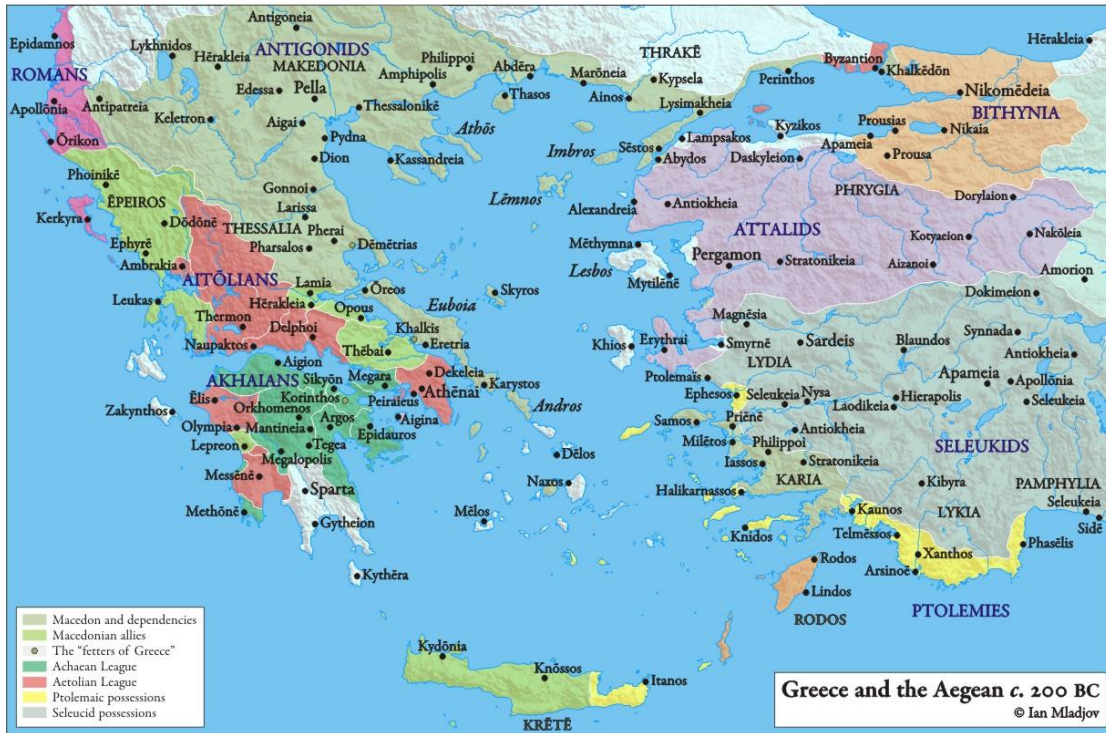 Antigoneia
Epidamnos
Lykhnidos
Hērakleia
ANTIGONIDS
MAKEDONIA
Philippoi
Abdēra
THRAKĒ
Byzantion
Hērakleia
ROMANS
Edessa
Pella
Amphipolis
Marōneia
Kypsela
Perinthos
Khalkēdōn
Apollōnia
Antipatreia
Keletron
Thessalonikē
Thasos
Ainos
Lysimakheia
Nikomēdeia
BITHYNIA
Aigai
Pydna
Athōs
Ōrikon
Dion
Kassandreia
Imbros
Sēstos
Lampsakos
Kyzikos
Prousias
Nikaia
Apameia
Abydos
Daskyleion
Prousa
Phoinikē
ĒPEIROS
Gonnoi
Lēmnos
PHRYGIA
Dorylaion
Kerkyra
Dōdōnē
Larissa
THESSALIA
Pherai
Alexandreia
Antiokheia
ATTALIDS
Ephyrē
Pharsalos
Dēmētrias
Mēthymna
Kotyaeion
Nakōleia
Ambrakia
AITŌLIANS
Lesbos
Pergamon
Stratonikeia
Aizanoi
Mytilēnē
Amorion
Leukas
Lamia
Ōreos
Skyros
Dokimeion
Hērakleia
Euboia
Opous
Thermon
Delphoi
Khalkis
Magnēsia
Naupaktos
Eretria
Khios
Erythrai
Smyrnē
Sardeis
Blaundos
Synnada
Thēbai
LYDIA
Antiokheia
Aigion
Dekeleia
AKHAIANS
Sikyōn
Megara
Athēnai
Karystos
Ptolemais
Apameia
Apollōnia
Ēlis
Korinthos
Peiraieus
Ephesos
Seleukeia
Nysa
Hierapolis
Seleukeia
Zakynthos
Orkhomenos
Argos
Aigina
Andros
Laodikeia
Olympia
Mantineia
Epidauros
Samos
Priēnē
Antiokheia
Lepreon
Tegea
Milētos
Philippoi
SELEUKIDS
Megalopolis
Dēlos
Iassos
Stratonikeia
Messēnē
Sparta
Naxos
KARIA
Kibyra
PAMPHYLIA
Halikarnassos
Seleukeia
Methōnē
Gytheion
Mēlos
Kaunos
LYKIA
Sidē
Knidos
Telmēssos
Phasēlis
Kythēra
Rodos
Xanthos
Arsinoē
Lindos
RODOS
PTOLEMIES
Kydōnia
Knōssos
Itanos
KRĒTĒ
Macedon and dependencies
Macedonian allies
The “fetters of Greece”
Achaean League
Aetolian League
Ptolemaic possessions
Seleucid possessions
Greece and the Aegean c. 200 BC
© Ian Mladjov